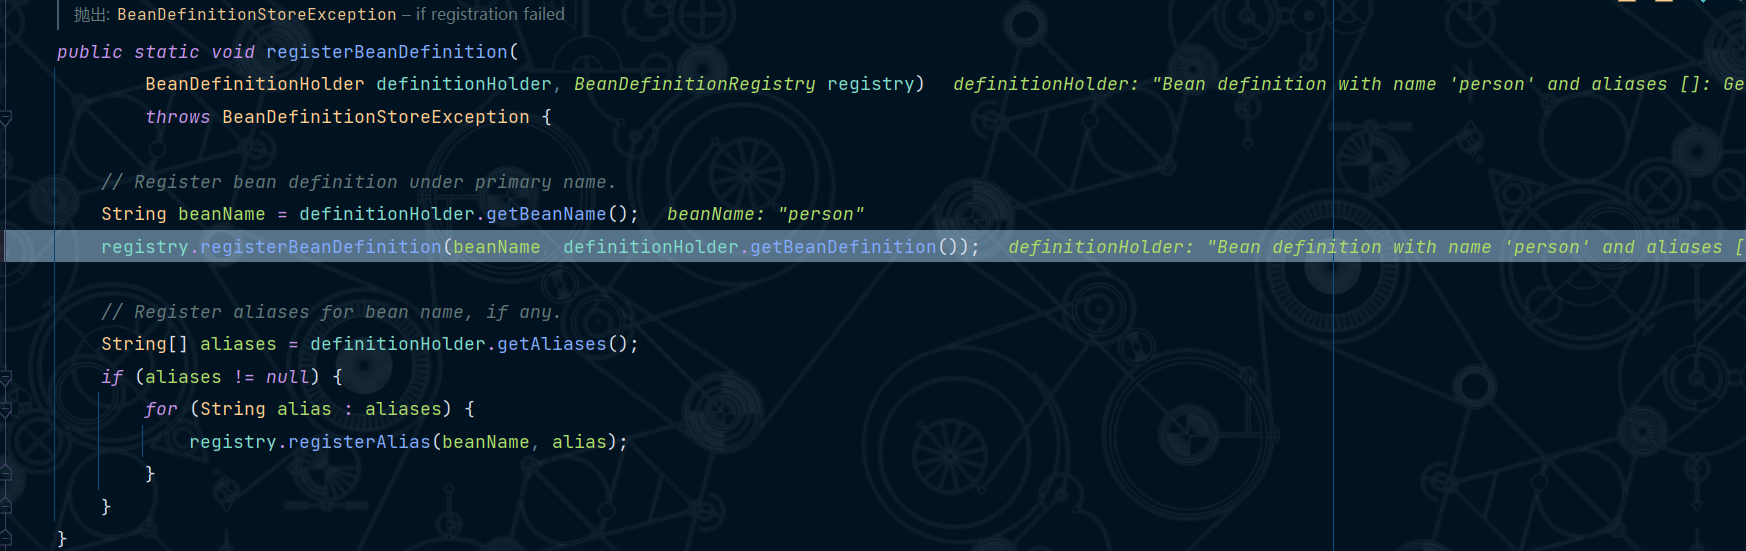 抛出: BeanDefinitionStoreException – if registration failed
public static void registerBeanDefinition(
BeanDefinitionHolder definitionHolder, BeanDefinitionRegistry registry) definitionHolder: "Bean definition with name 'person' and aliases []: Ge
throws BeanDefinitionStoreException {
// Register bean definition under primary name.
String beanName = definitionHolder.getBeanName(); beanName: "person"
registry.registerBeanDefinition(beanName definitionHolder.getBeanDefinition()); definitionHolder: "Bean definition with name 'person' and aliases [
// Register aliases for bean name, if any.
String[] aliases = definitionHolder.getAliases();
if (aliases != null) {
for (String alias : aliases) {
registry.registerAlias(beanName, alias);
}
}
}